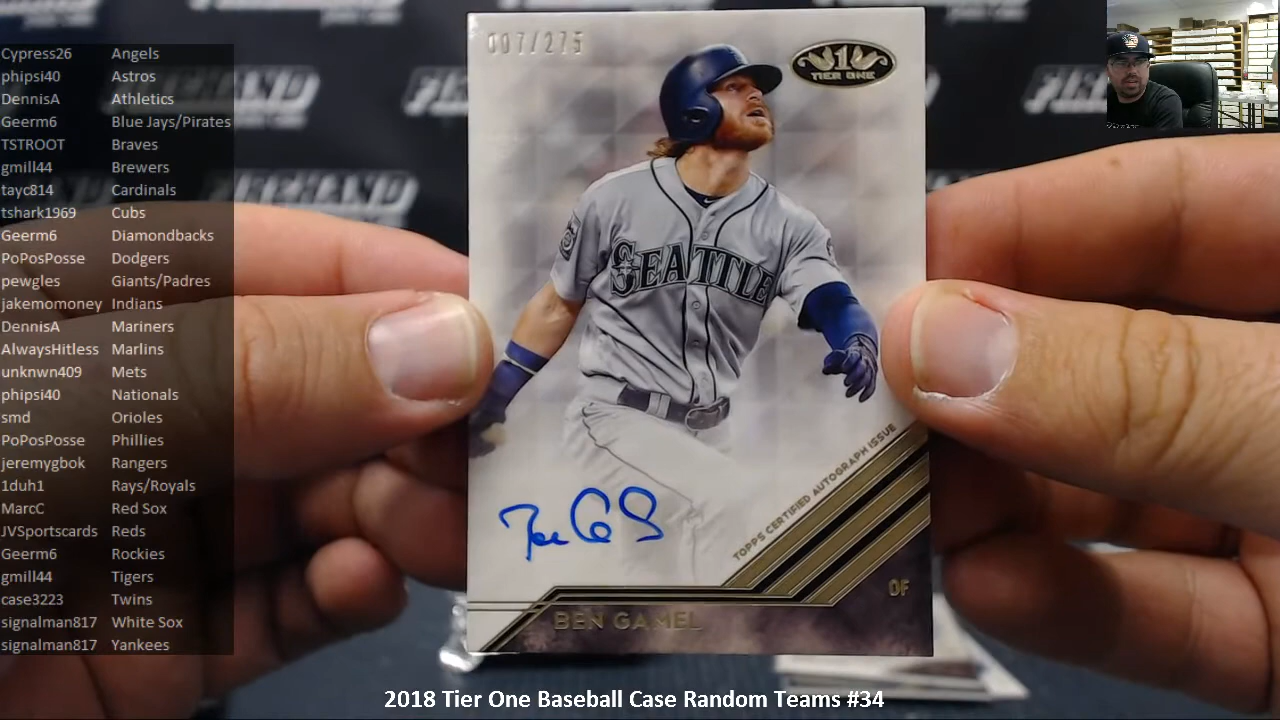 Cypress26 Angels
phipsi40 Astros
DennisA Athletics
Geerm6 Blue Jays/Pirates
TSTROOT Braves
gmill44 Brewers
tayc814 Cardinals
tshark1969 Cubs
Geerm6 Diamondbacks
PoPosPosse Dodgers
pewgles Giants/Padres
jakemomoney Indians
DennisA Mariners
AlwaysHitless Marlins
unknwn409 Mets
phipsi40 Nationals
smd Orioles
PoPosPosse Phillies
jeremygbok Rangers
1duh1 Rays/Royals
MarcC Red Sox
JVSportscards Reds
Geerm6 Rockies
gmill44 Tigers
case3223 Twins
signalman817 White Sox
signalman817 Yankees
007/275
1
TIER ONE
SEATTLE
TOPPS CERTIFIED AUTOGRAPH ISSUE
OF
BEN GAMEL
FIREHAND
2018 Tier One Baseball Case Random Teams #34